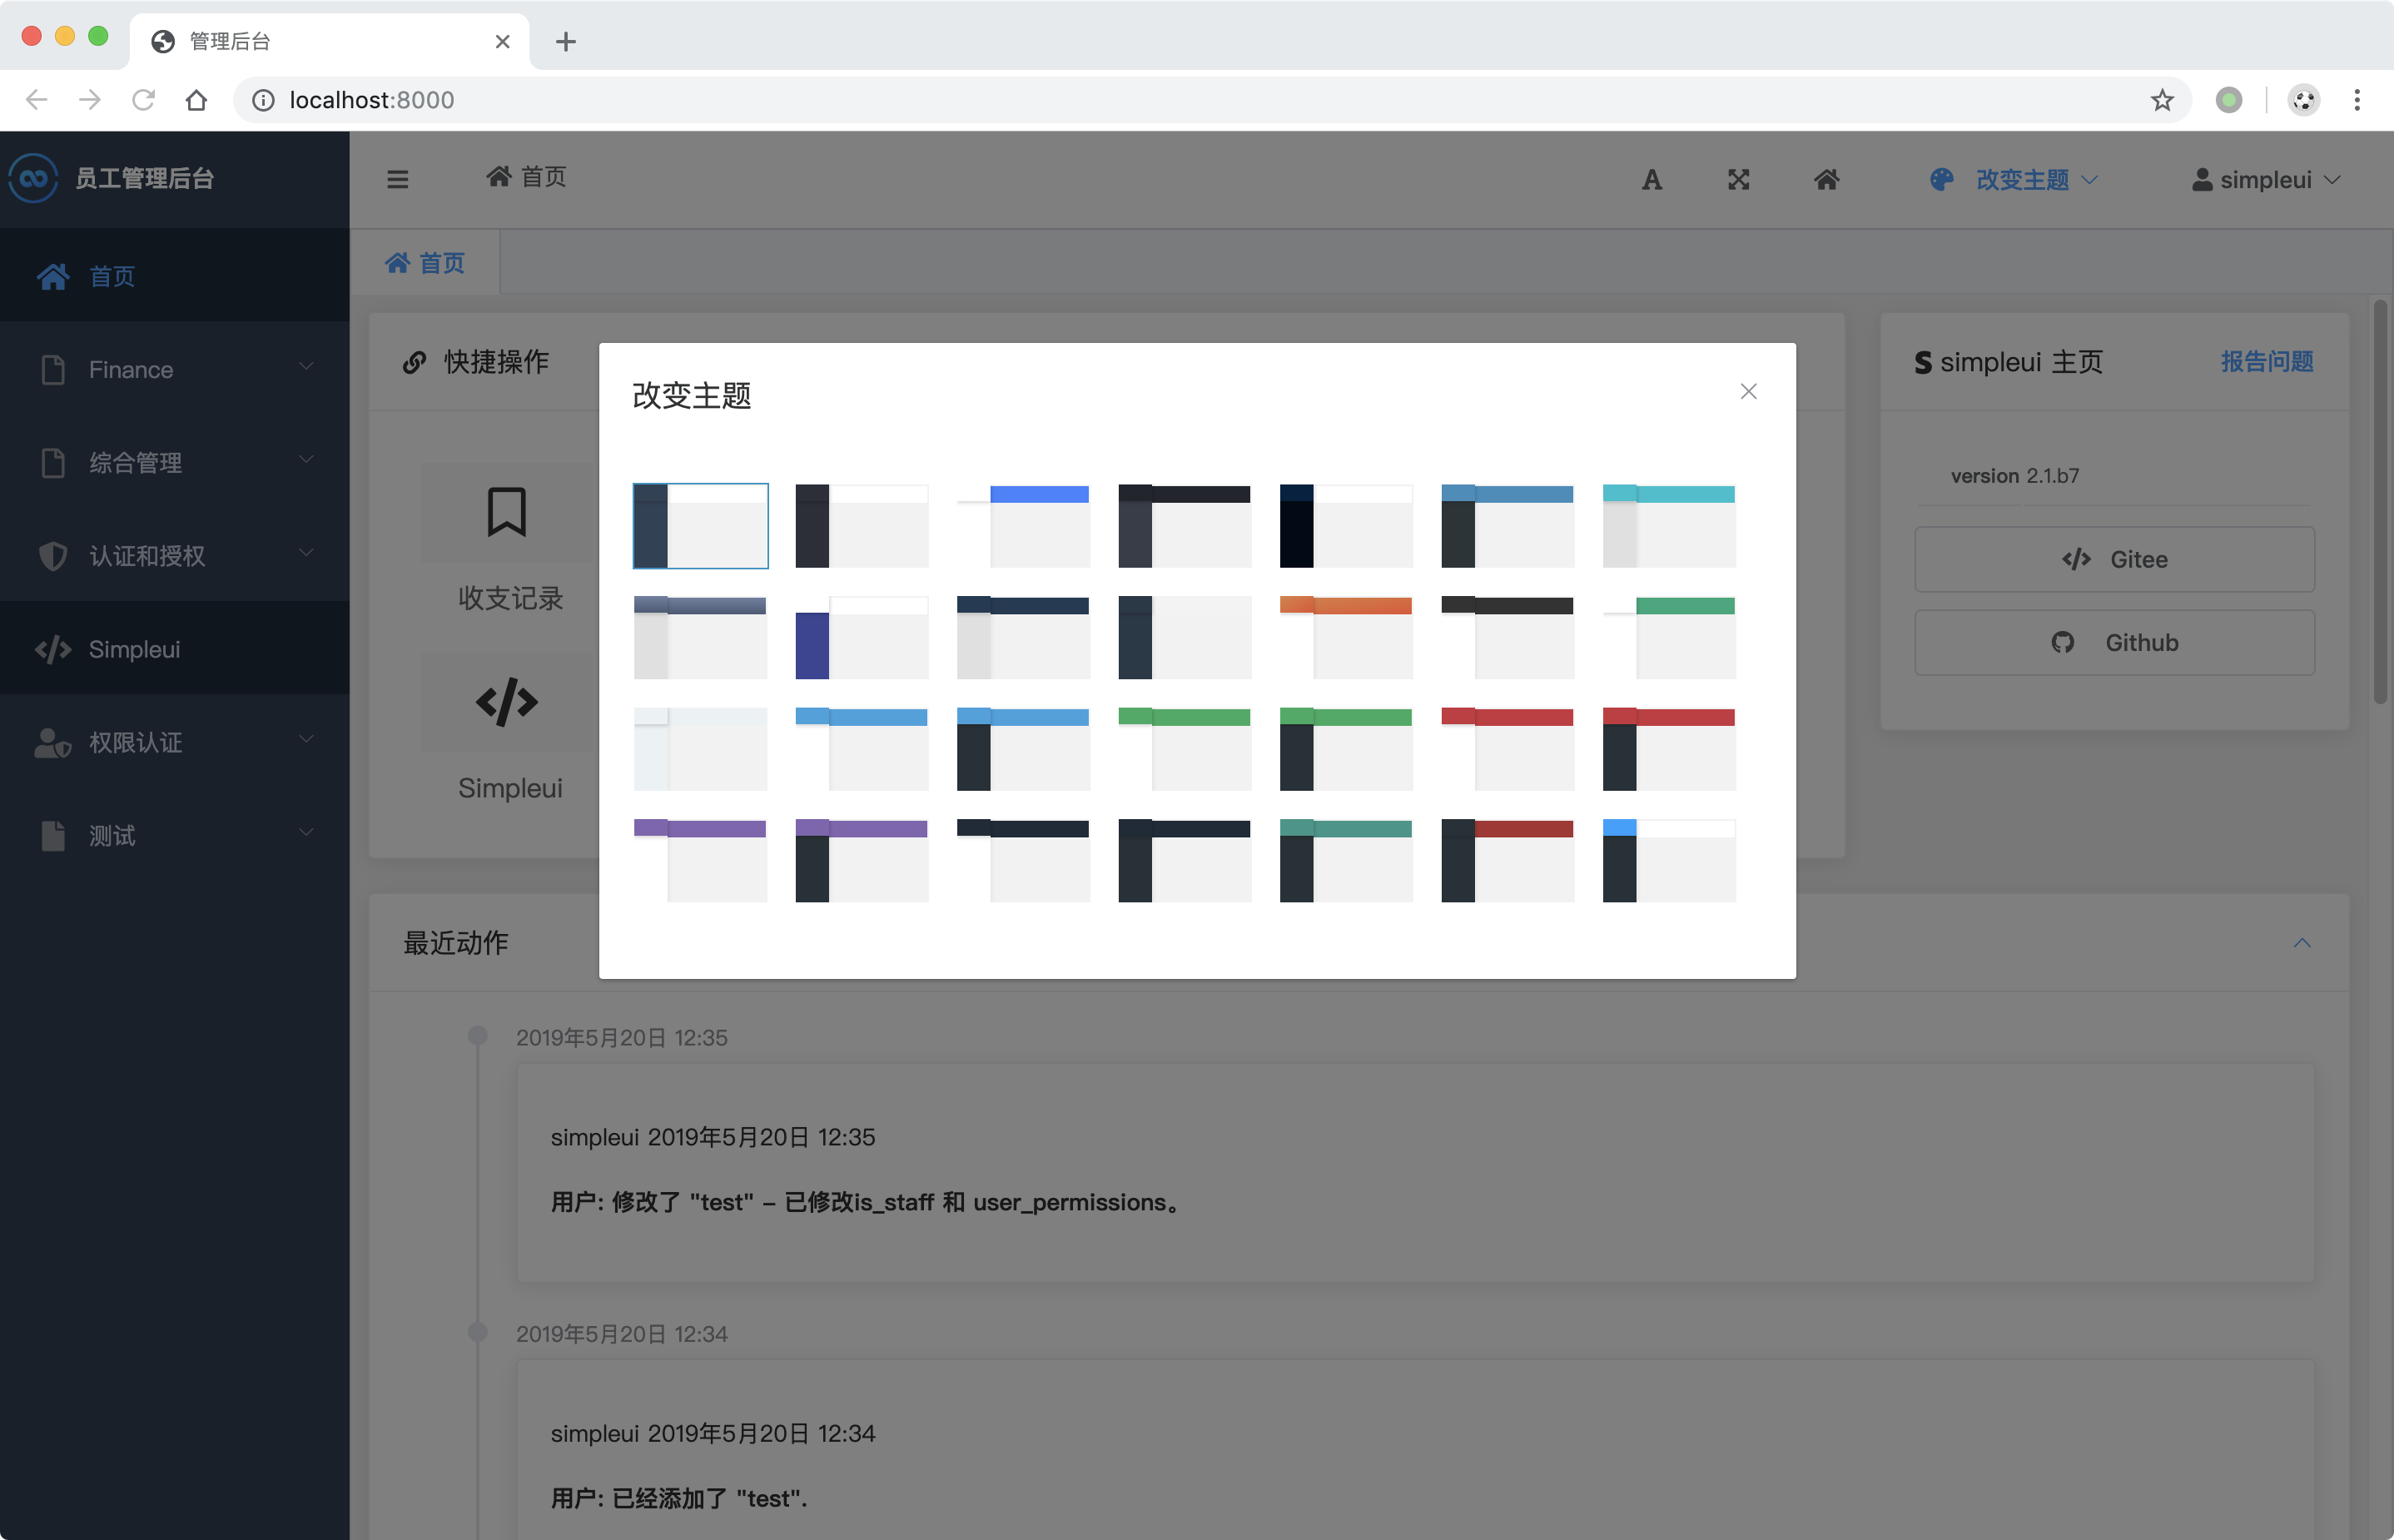 管理后台
localhost:8000
员工管理后台
首页
改变主题
simpleui
首页
Finance
综合管理
认证和授权
Simpleui
权限认证
测试
首页
快捷操作
收支记录
Simpleui
改变主题
simpleui 主页
报告问题
version 2.1.b7
Gitee
Github
最近动作
2019年5月20日 12:35
simpleui 2019年5月20日 12:35
用户: 修改了 "test" – 已修改is_staff 和 user_permissions。
2019年5月20日 12:34
simpleui 2019年5月20日 12:34
用户: 已经添加了 "test".